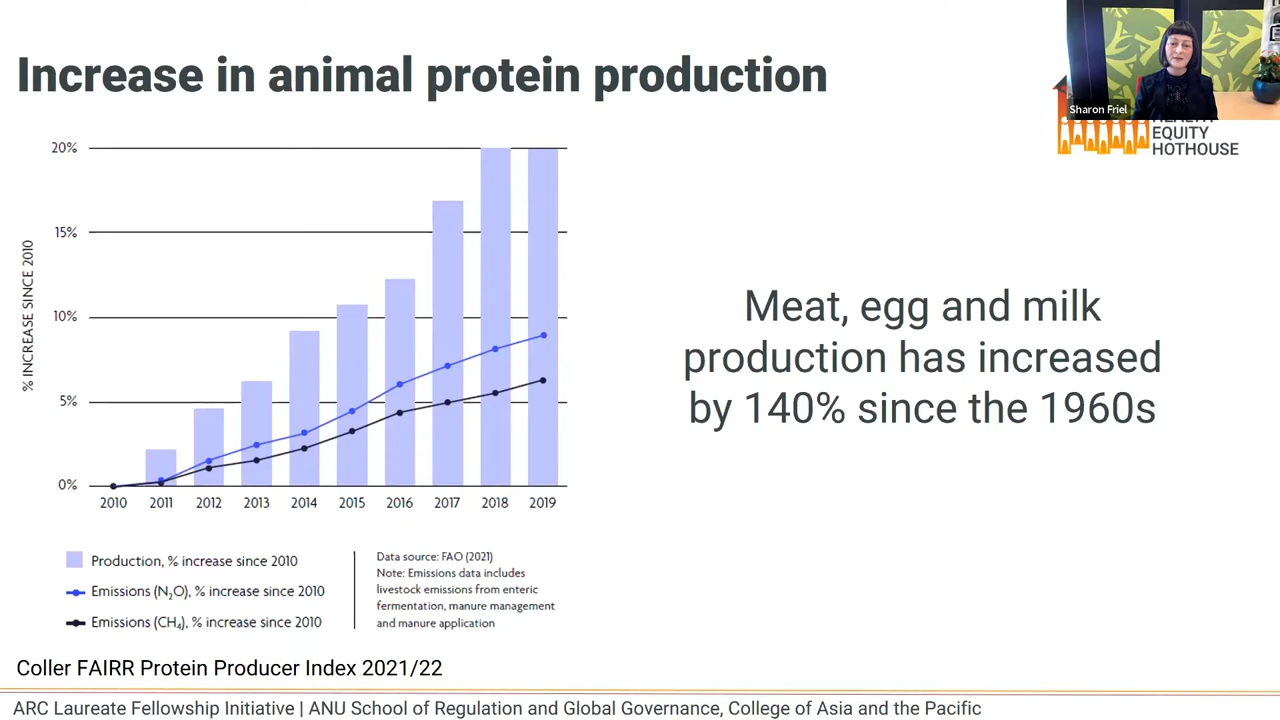 Increase in animal protein production
Sharon Friel
EQUITY
HOTHOUSE
% INCREASE SINCE 2010
20%
15%
10%
5%
0%
2010 2011 2012 2013 2014 2015 2016 2017 2018 2019
Production, % increase since 2010
Emissions (N₂O), % increase since 2010
Emissions (CH₄), % increase since 2010
Data source: FAO (2021)
Note: Emissions data includes
livestock emissions from enteric
fermentation, manure management
and manure application
Meat, egg and milk
production has increased
by 140% since the 1960s
Coller FAIRR Protein Producer Index 2021/22
ARC Laureate Fellowship Initiative | ANU School of Regulation and Global Governance, College of Asia and the Pacific